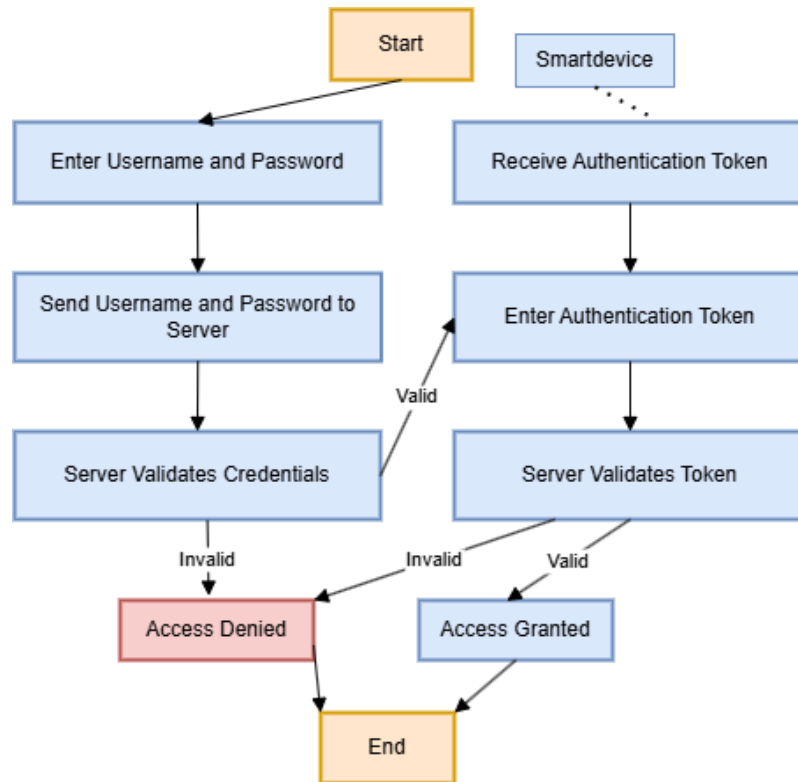 Start
Smartdevice
Enter Username and Password
Receive Authentication Token
Send Username and Password to
Server
Enter Authentication Token
Valid
Server Validates Credentials
Server Validates Token
Invalid
Invalid
Valid
Access Denied
Access Granted
End